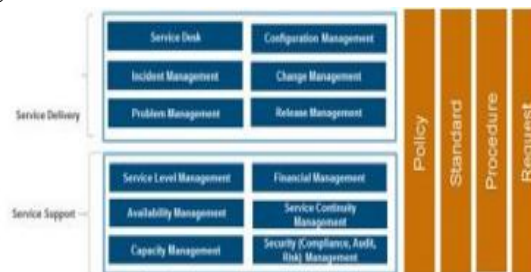 Service Desk
Configuration Management
Incident Management
Change Management
Service Delivery
Problem Management
Release Management
Service Level Management
Financial Management
Service Support
Availability Management
Service Continuity
Management
Capacity Management
Security (Compliance, Audit,
Risk) Management
Policy
Standard
Procedure
Request